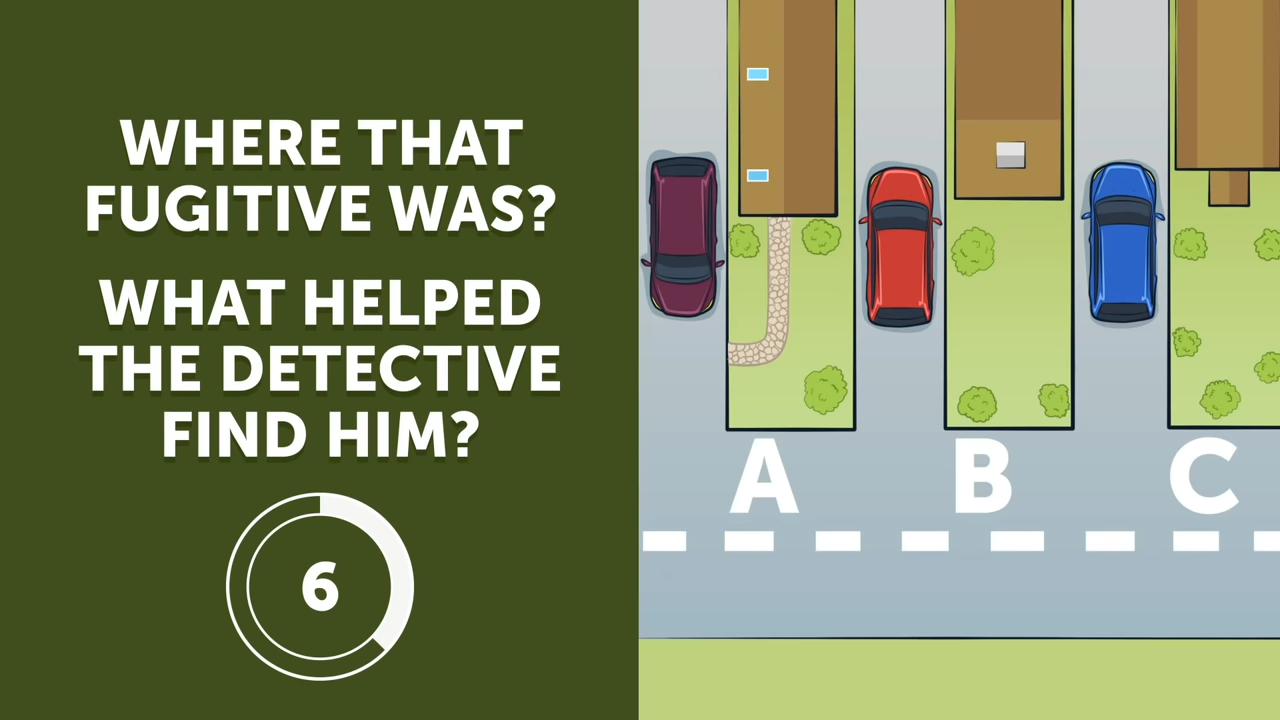 WHERE THAT
FUGITIVE WAS?
WHAT HELPED
THE DETECTIVE
FIND HIM?
6
A
B
C